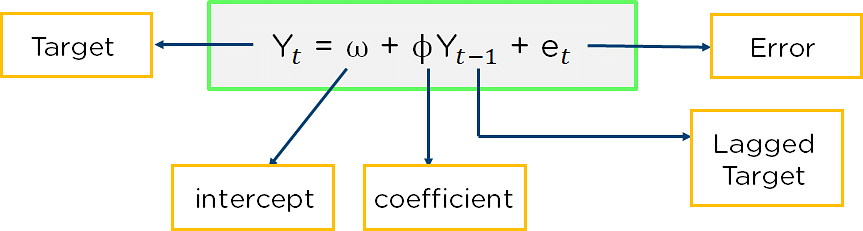 Target
Yₜ = ω + ϕYₜ₋₁ + eₜ
Error
Lagged
Target
intercept
coefficient